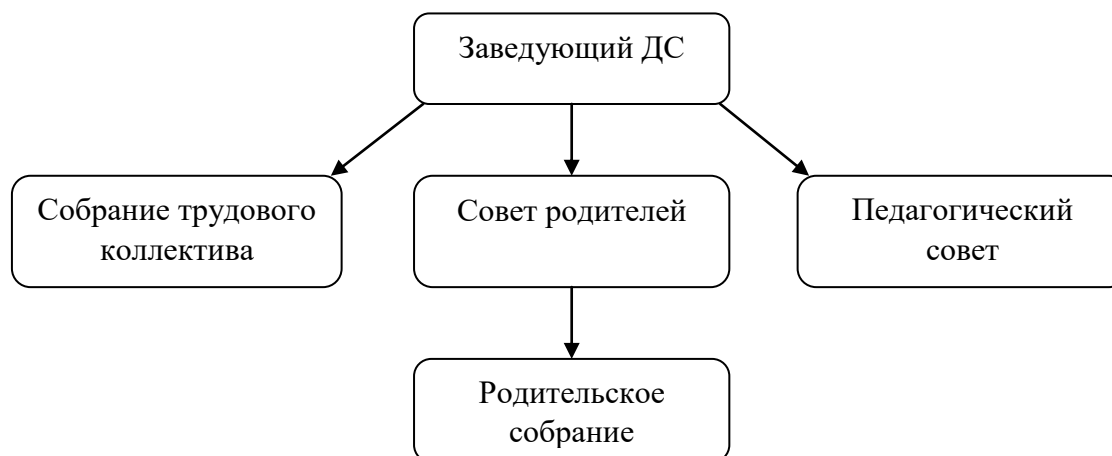 Заведующий ДС
Собрание трудового
коллектива
Совет родителей
Педагогический
совет
Родительское
собрание